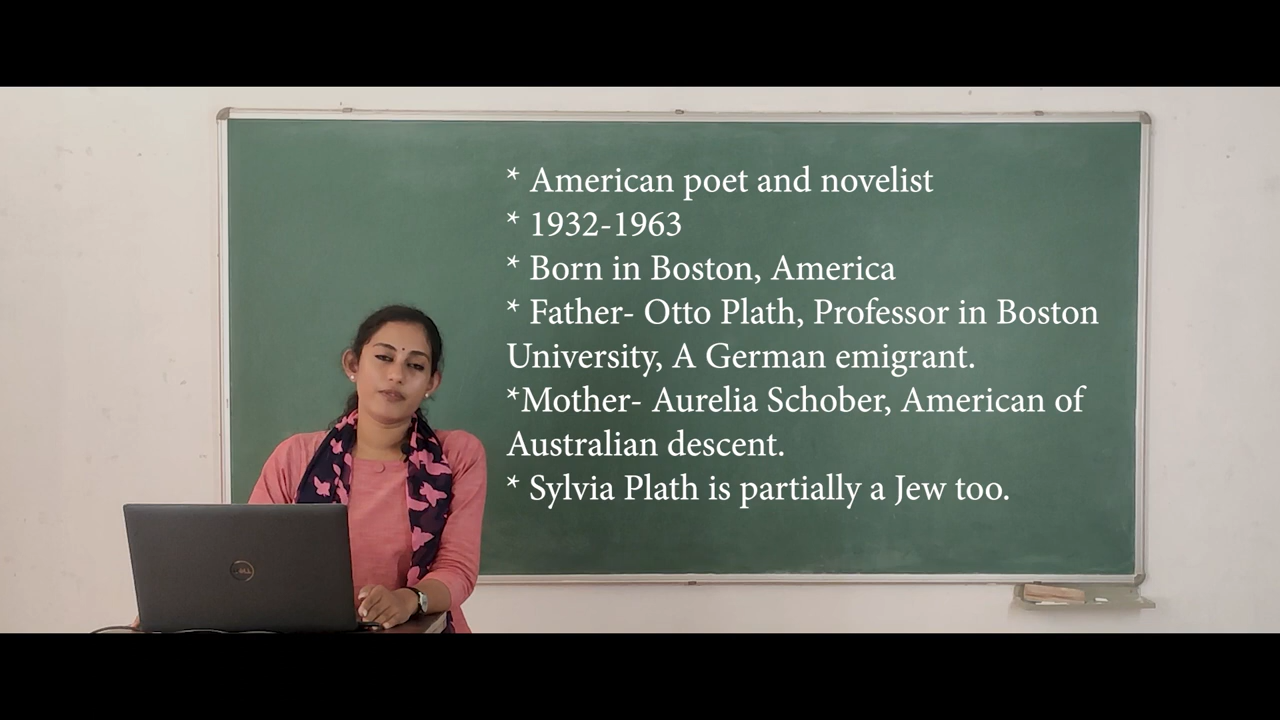 * American poet and novelist
* 1932-1963
* Born in Boston, America
* Father- Otto Plath, Professor in Boston
University, A German emigrant.
*Mother- Aurelia Schober, American of
Australian descent.
* Sylvia Plath is partially a Jew too.
DELL